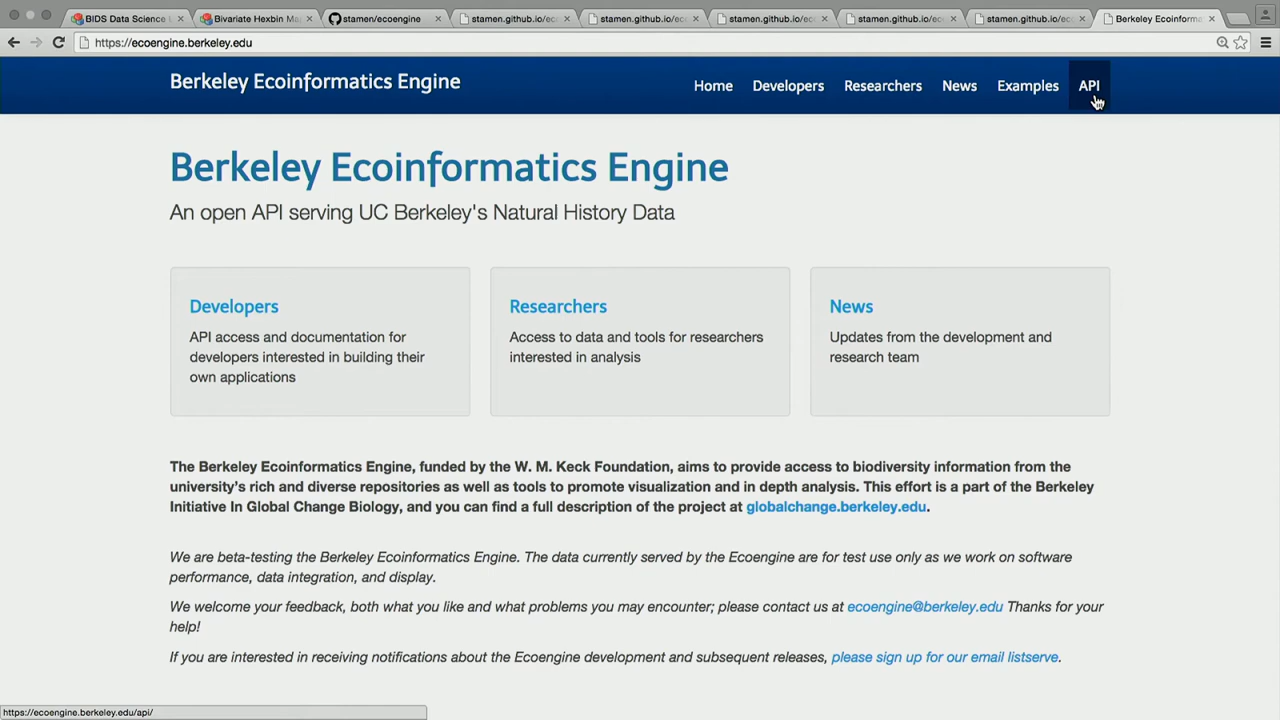 BIDS Data Science
Bivariate Hexbin Ma
stamen/ecoengine
stamen.github.io/eco
stamen.github.io/ec
stamen.github.io/ec
stamen.github.io/ec
stamen.github.io/ec
Berkeley Ecoinforma
https://ecoengine.berkeley.edu
Berkeley Ecoinformatics Engine
Home Developers Researchers News Examples API
Berkeley Ecoinformatics Engine
An open API serving UC Berkeley's Natural History Data
Developers
API access and documentation for
developers interested in building their
own applications
Researchers
Access to data and tools for researchers
interested in analysis
News
Updates from the development and
research team
The Berkeley Ecoinformatics Engine, funded by the W. M. Keck Foundation, aims to provide access to biodiversity information from the
university's rich and diverse repositories as well as tools to promote visualization and in depth analysis. This effort is a part of the Berkeley
Initiative In Global Change Biology, and you can find a full description of the project at globalchange.berkeley.edu.
We are beta-testing the Berkeley Ecoinformatics Engine. The data currently served by the Ecoengine are for test use only as we work on software
performance, data integration, and display.
We welcome your feedback, both what you like and what problems you may encounter; please contact us at ecoengine@berkeley.edu Thanks for your
help!
If you are interested in receiving notifications about the Ecoengine development and subsequent releases, please sign up for our email listserve.
https://ecoengine.berkeley.edu/api/